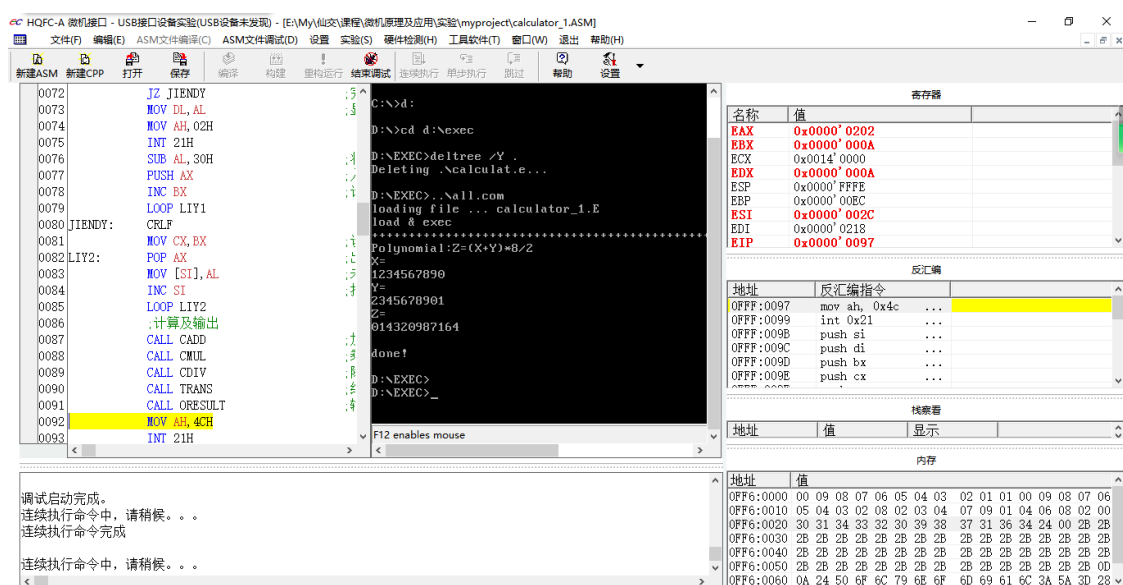 HQFC-A 微机接口 - USB接口设备实验(USB设备未发现) - [E:\My\仙交\课程\微机原理及应用\实验\myproject\calculator_1.ASM]
文件(F) 编辑(E) ASM文件编译(C) ASM文件调试(D) 设置 实验(S) 硬件检测(H) 工具软件(T) 窗口(W) 退出 帮助(H)
新建ASM 新建CPP 打开 保存 编译 构建 重构运行 结束调试 连续执行 单步执行 跳过 帮助 设置
0072 JZ JIENDY
0073 MOV DL,AL
0074 MOV AH,02H
0075 INT 21H
0076 SUB AL,30H
0077 PUSH AX
0078 INC BX
0079 LOOP LIY1
0080 JIENDY: CRLF
0081 MOV CX,BX
0082 LIY2: POP AX
0083 MOV [SI],AL
0084 INC SI
0085 LOOP LIY2
0086 ;计算及输出
0087 CALL CADD
0088 CALL CMUL
0089 CALL CDIV
0090 CALL TRANS
0091 CALL ORESULT
0092 MOV AH,4CH
0093 INT 21H
C:\>d:
D:\>cd d:\exec
D:\EXEC>deltree /Y .
Deleting .\calculat.e...
D:\EXEC>..\all.com
loading file ... calculator_1.E
load & exec
Polynomial:Z=(X+Y)*8/2
X=
1234567890
Y=
2345678901
Z=
014320987164
done!
D:\EXEC>
D:\EXEC>_
F12 enables mouse
寄存器
名称 值
EAX 0x0000'0202
EBX 0x0000'000A
ECX 0x0014'0000
EDX 0x0000'000A
ESP 0x0000'FFFE
EBP 0x0000'00EC
ESI 0x0000'002C
EDI 0x0000'0218
EIP 0x0000'0097
反汇编
地址 反汇编指令
0FFF:0097 mov ah, 0x4c ...
0FFF:0099 int 0x21 ...
0FFF:009B push si ...
0FFF:009C push di ...
0FFF:009D push bx ...
0FFF:009E push cx ...
栈察看
地址 值 显示
内存
地址 值
0FF6:0000 00 09 08 07 06 05 04 03 02 01 01 00 09 08 07 06
0FF6:0010 05 04 03 02 08 02 03 04 07 09 01 04 06 08 02 00
0FF6:0020 30 31 34 33 32 30 39 38 37 31 36 34 24 00 2B 2B
0FF6:0030 2B 2B 2B 2B 2B 2B 2B 2B 2B 2B 2B 2B 2B 2B 2B 2B
0FF6:0040 2B 2B 2B 2B 2B 2B 2B 2B 2B 2B 2B 2B 2B 2B 2B 2B
0FF6:0050 2B 2B 2B 2B 2B 2B 2B 2B 2B 2B 2B 2B 2B 2B 2B 0D
0FF6:0060 0A 24 50 6F 6C 79 6E 6F 6D 69 61 6C 3A 5A 3D 28
调试启动完成。
连续执行命令中，请稍候。。。
连续执行命令完成
连续执行命令中，请稍候。。。